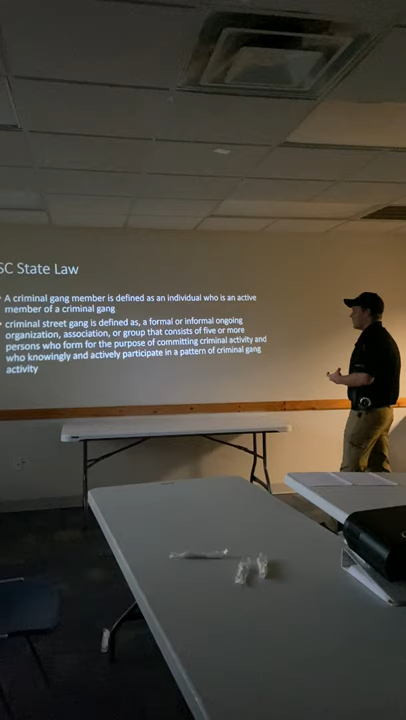 SC State Law
• A criminal gang member is defined as an individual who is an active
member of a criminal gang
• criminal street gang is defined as, a formal or informal ongoing
organization, association, or group that consists of five or more
persons who form for the purpose of committing criminal activity and
who knowingly and actively participate in a pattern of criminal gang
activity